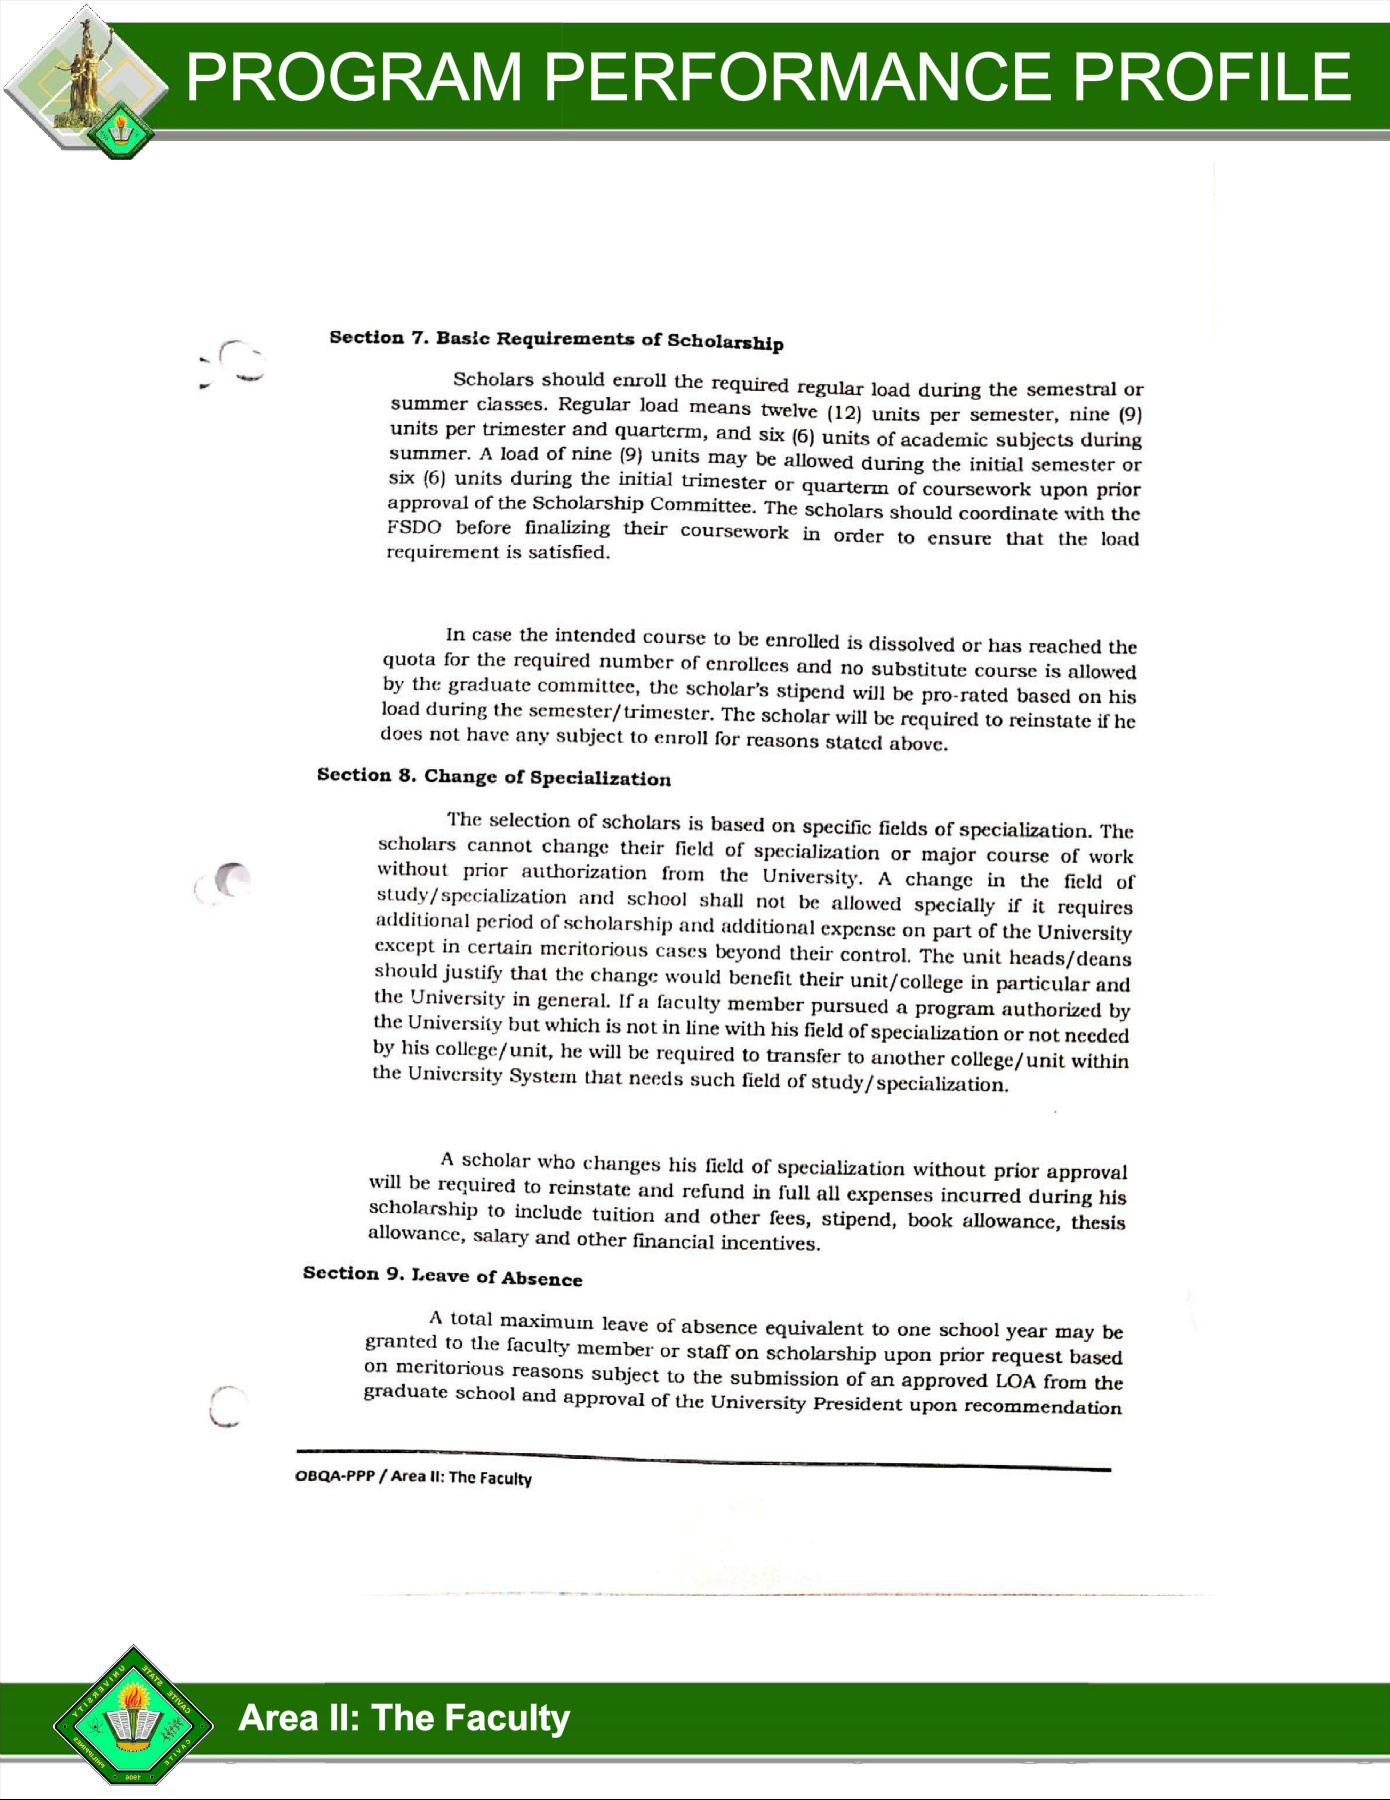 PROGRAM PERFORMANCE PROFILE
Section 7. Basic Requirements of Scholarship
Scholars should enroll the required regular load during the semestral or
summer classes. Regular load means twelve (12) units per semester, nine (9)
units per trimester and quarterm, and six (6) units of academic subjects during
summer. A load of nine (9) units may be allowed during the initial semester or
six (6) units during the initial trimester or quarterm of coursework upon prior
approval of the Scholarship Committee. The scholars should coordinate with the
FSDO before finalizing their coursework in order to ensure that the load
requirement is satisfied.
In case the intended course to be enrolled is dissolved or has reached the
quota for the required number of enrollees and no substitute course is allowed
by the graduate committee, the scholar's stipend will be pro-rated based on his
load during the semester/trimester. The scholar will be required to reinstate if he
does not have any subject to enroll for reasons stated above.
Section 8. Change of Specialization
The selection of scholars is based on specific fields of specialization. The
scholars cannot change their field of specialization or major course of work
without prior authorization from the University. A change in the field of
study/specialization and school shall not be allowed specially if it requires
additional period of scholarship and additional expense on part of the University
except in certain meritorious cases beyond their control. The unit heads/deans
should justify that the change would benefit their unit/college in particular and
the University in general. If a faculty member pursued a program authorized by
the University but which is not in line with his field of specialization or not needed
by his college/unit, he will be required to transfer to another college/unit within
the University System that needs such field of study/specialization.
A scholar who changes his field of specialization without prior approval
will be required to reinstate and refund in full all expenses incurred during his
scholarship to include tuition and other fees, stipend, book allowance, thesis
allowance, salary and other financial incentives.
Section 9. Leave of Absence
A total maximum leave of absence equivalent to one school year may be
granted to the faculty member or staff on scholarship upon prior request based
on meritorious reasons subject to the submission of an approved LOA from the
graduate school and approval of the University President upon recommendation
OBQA-PPP / Area II: The Faculty
CAVITE STATE UNIVERSITY
CAVITE
PHILIPPINES
1906
Area II: The Faculty